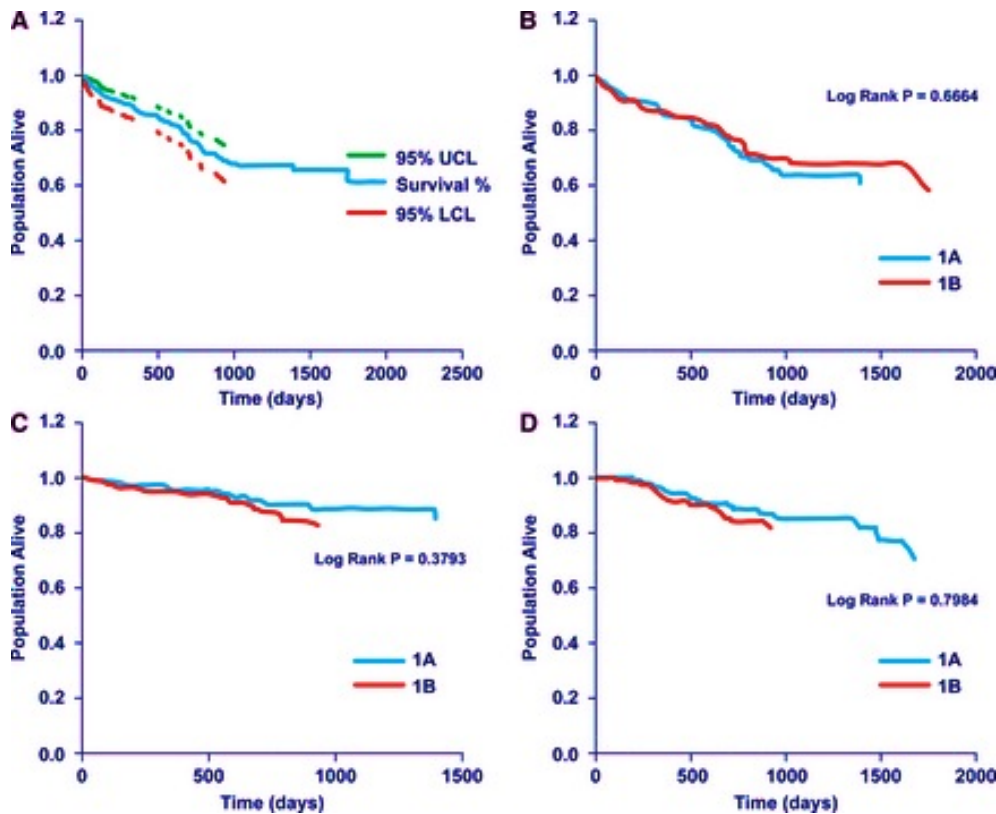 A
1.2
1.0
0.8
0.6
0.4
0.2
0.0
Population Alive
95% UCL
Survival %
95% LCL
0 500 1000 1500 2000 2500
Time (days)
B
1.2
1.0
0.8
0.6
0.4
0.2
0.0
Population Alive
Log Rank P = 0.6664
1A
1B
0 500 1000 1500 2000
Time (days)
C
1.2
1.0
0.8
0.6
0.4
0.2
0.0
Population Alive
Log Rank P = 0.3793
1A
1B
0 500 1000 1500
Time (days)
D
1.2
1.0
0.8
0.6
0.4
0.2
0.0
Population Alive
Log Rank P = 0.7984
1A
1B
0 500 1000 1500 2000
Time (days)